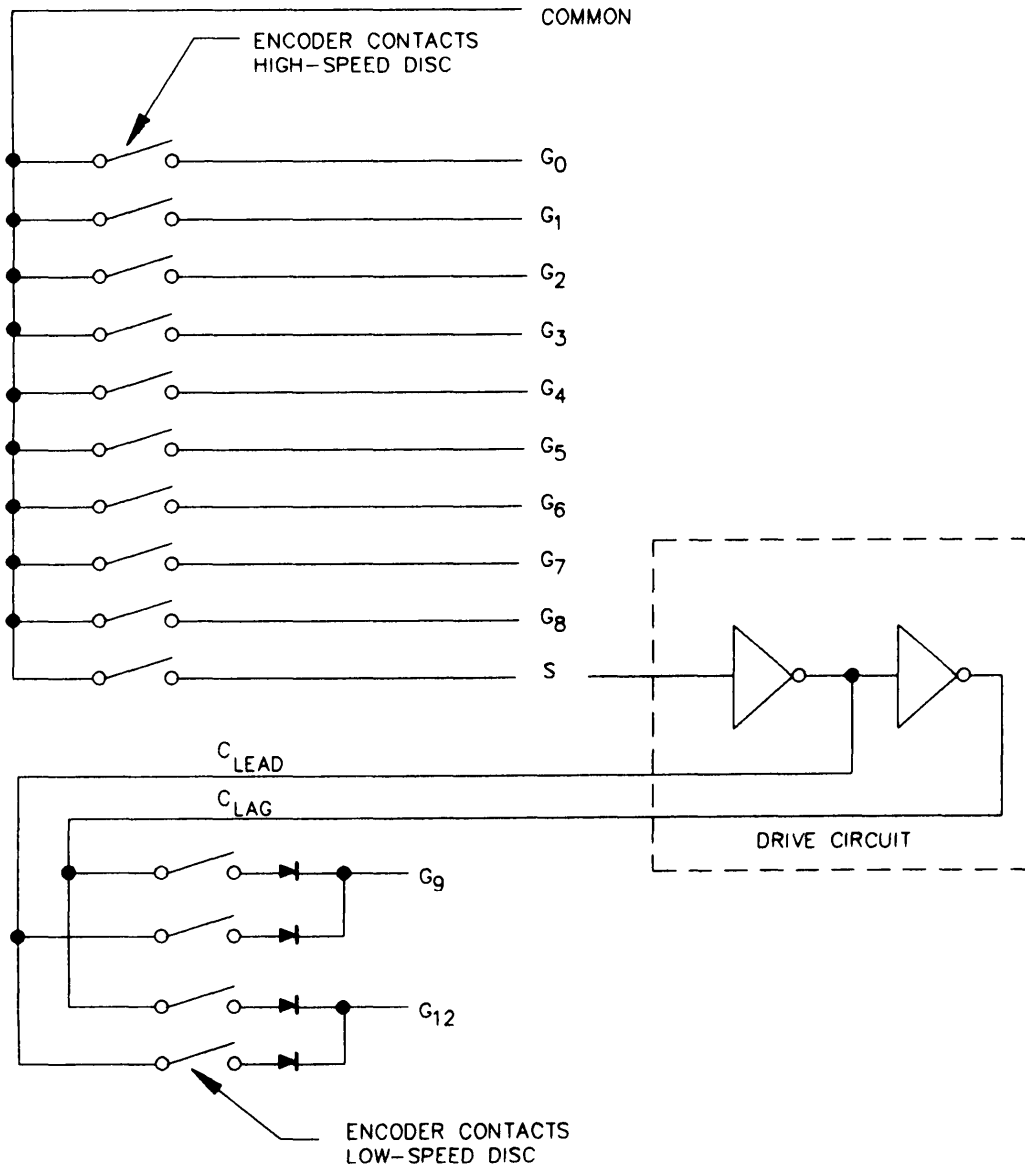 COMMON
ENCODER CONTACTS
HIGH-SPEED DISC
G0
G1
G2
G3
G4
G5
G6
G7
G8
S
CLEAD
CLAG
DRIVE CIRCUIT
G9
G12
ENCODER CONTACTS
LOW-SPEED DISC